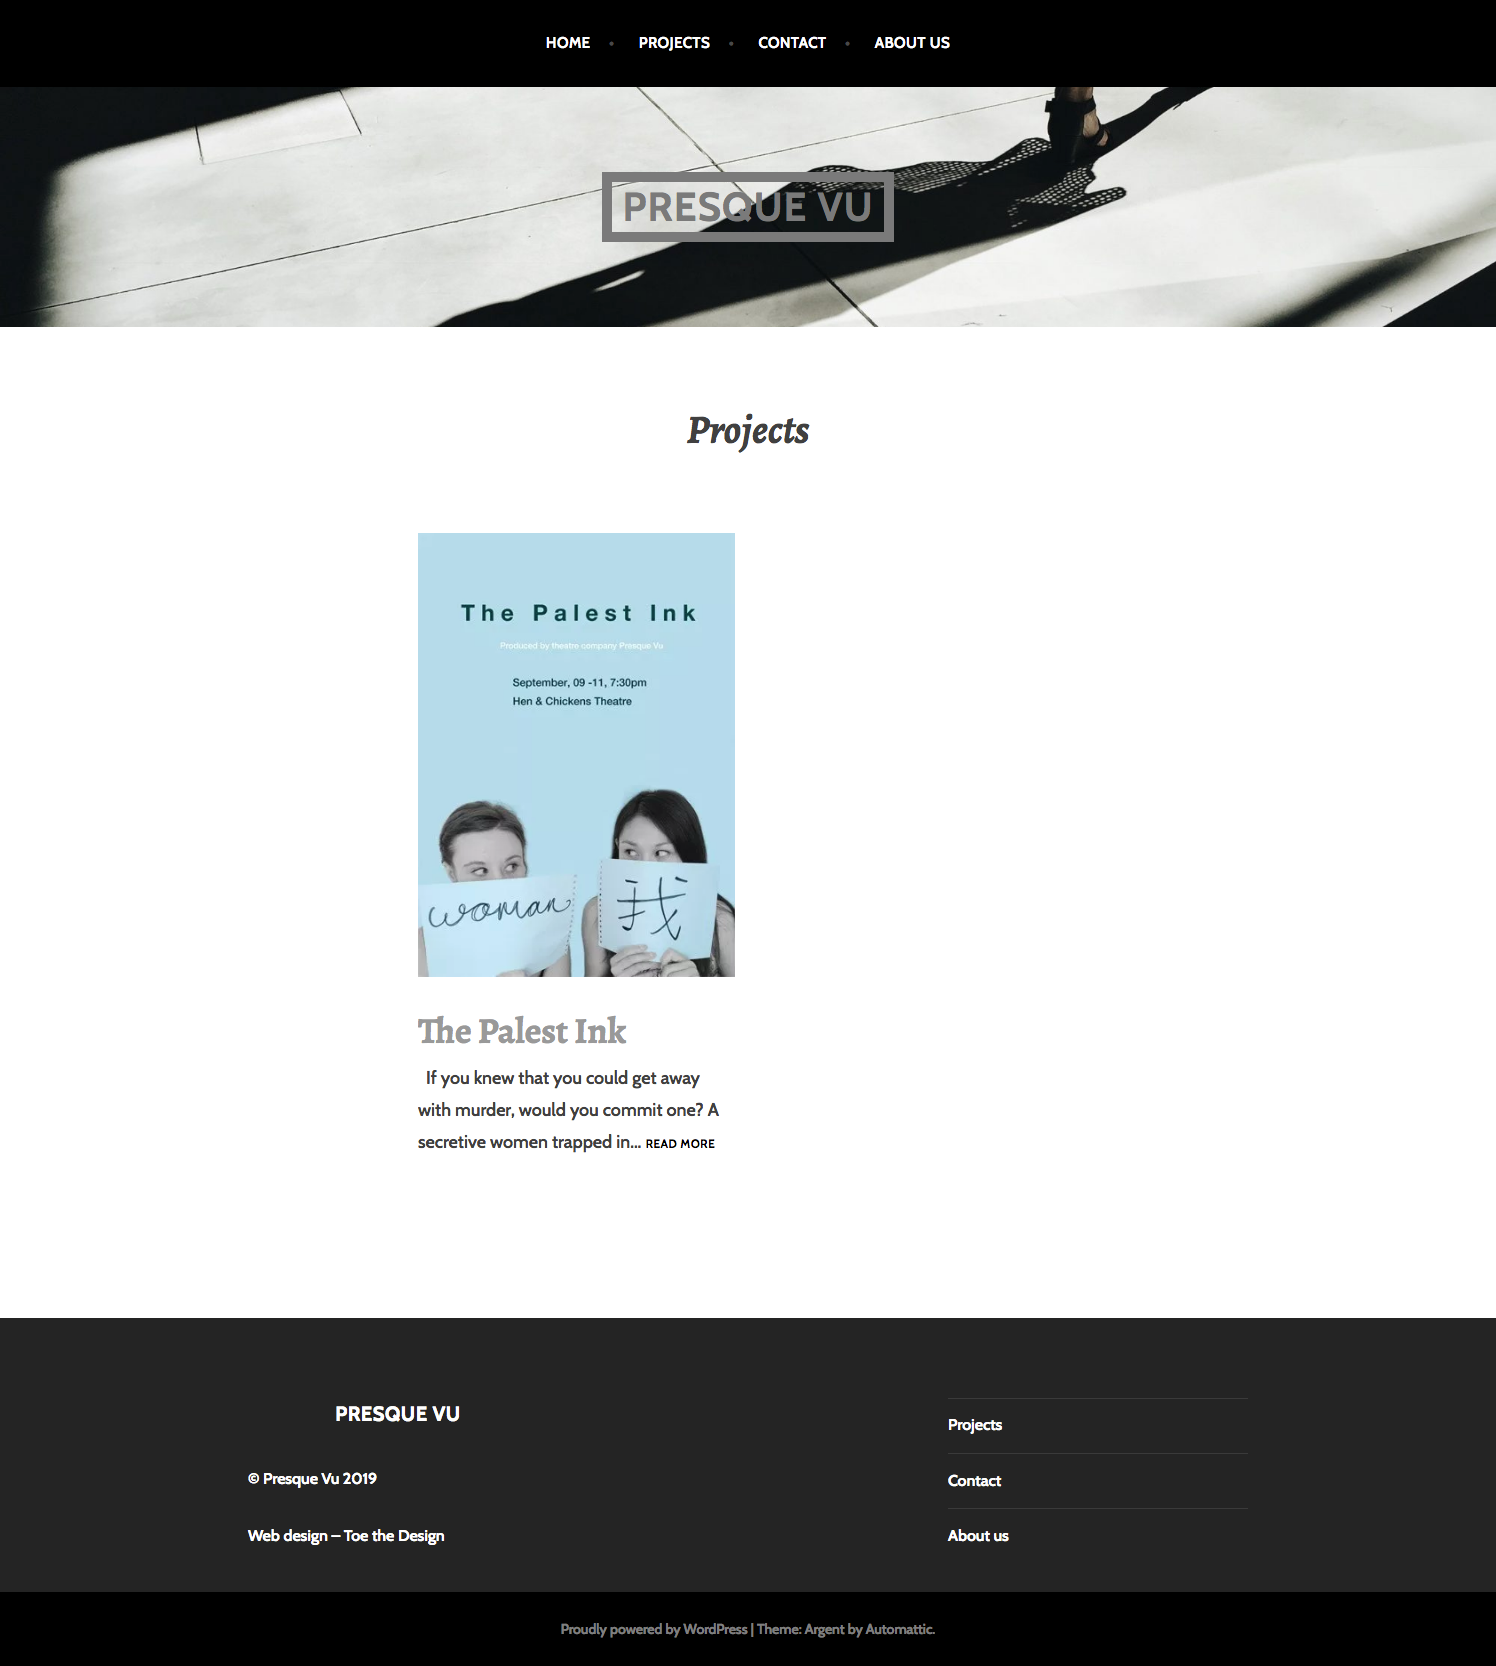 HOME
PROJECTS
CONTACT
ABOUT US
PRESQUE VU
Projects
The Palest Ink
Produced by theatre company Presque Vu
September, 09 -11, 7:30pm
Hen & Chickens Theatre
woman
我
The Palest Ink
If you knew that you could get away
with murder, would you commit one? A
secretive women trapped in... READ MORE
PRESQUE VU
© Presque Vu 2019
Web design – Toe the Design
Projects
Contact
About us
Proudly powered by WordPress | Theme: Argent by Automattic.